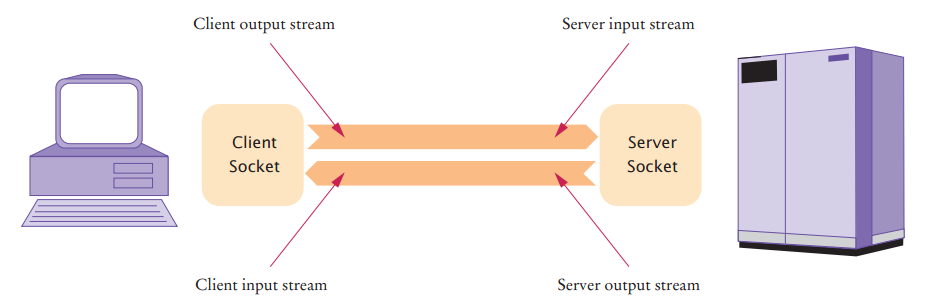 Client output stream
Server input stream
Client
Socket
Server
Socket
Client input stream
Server output stream